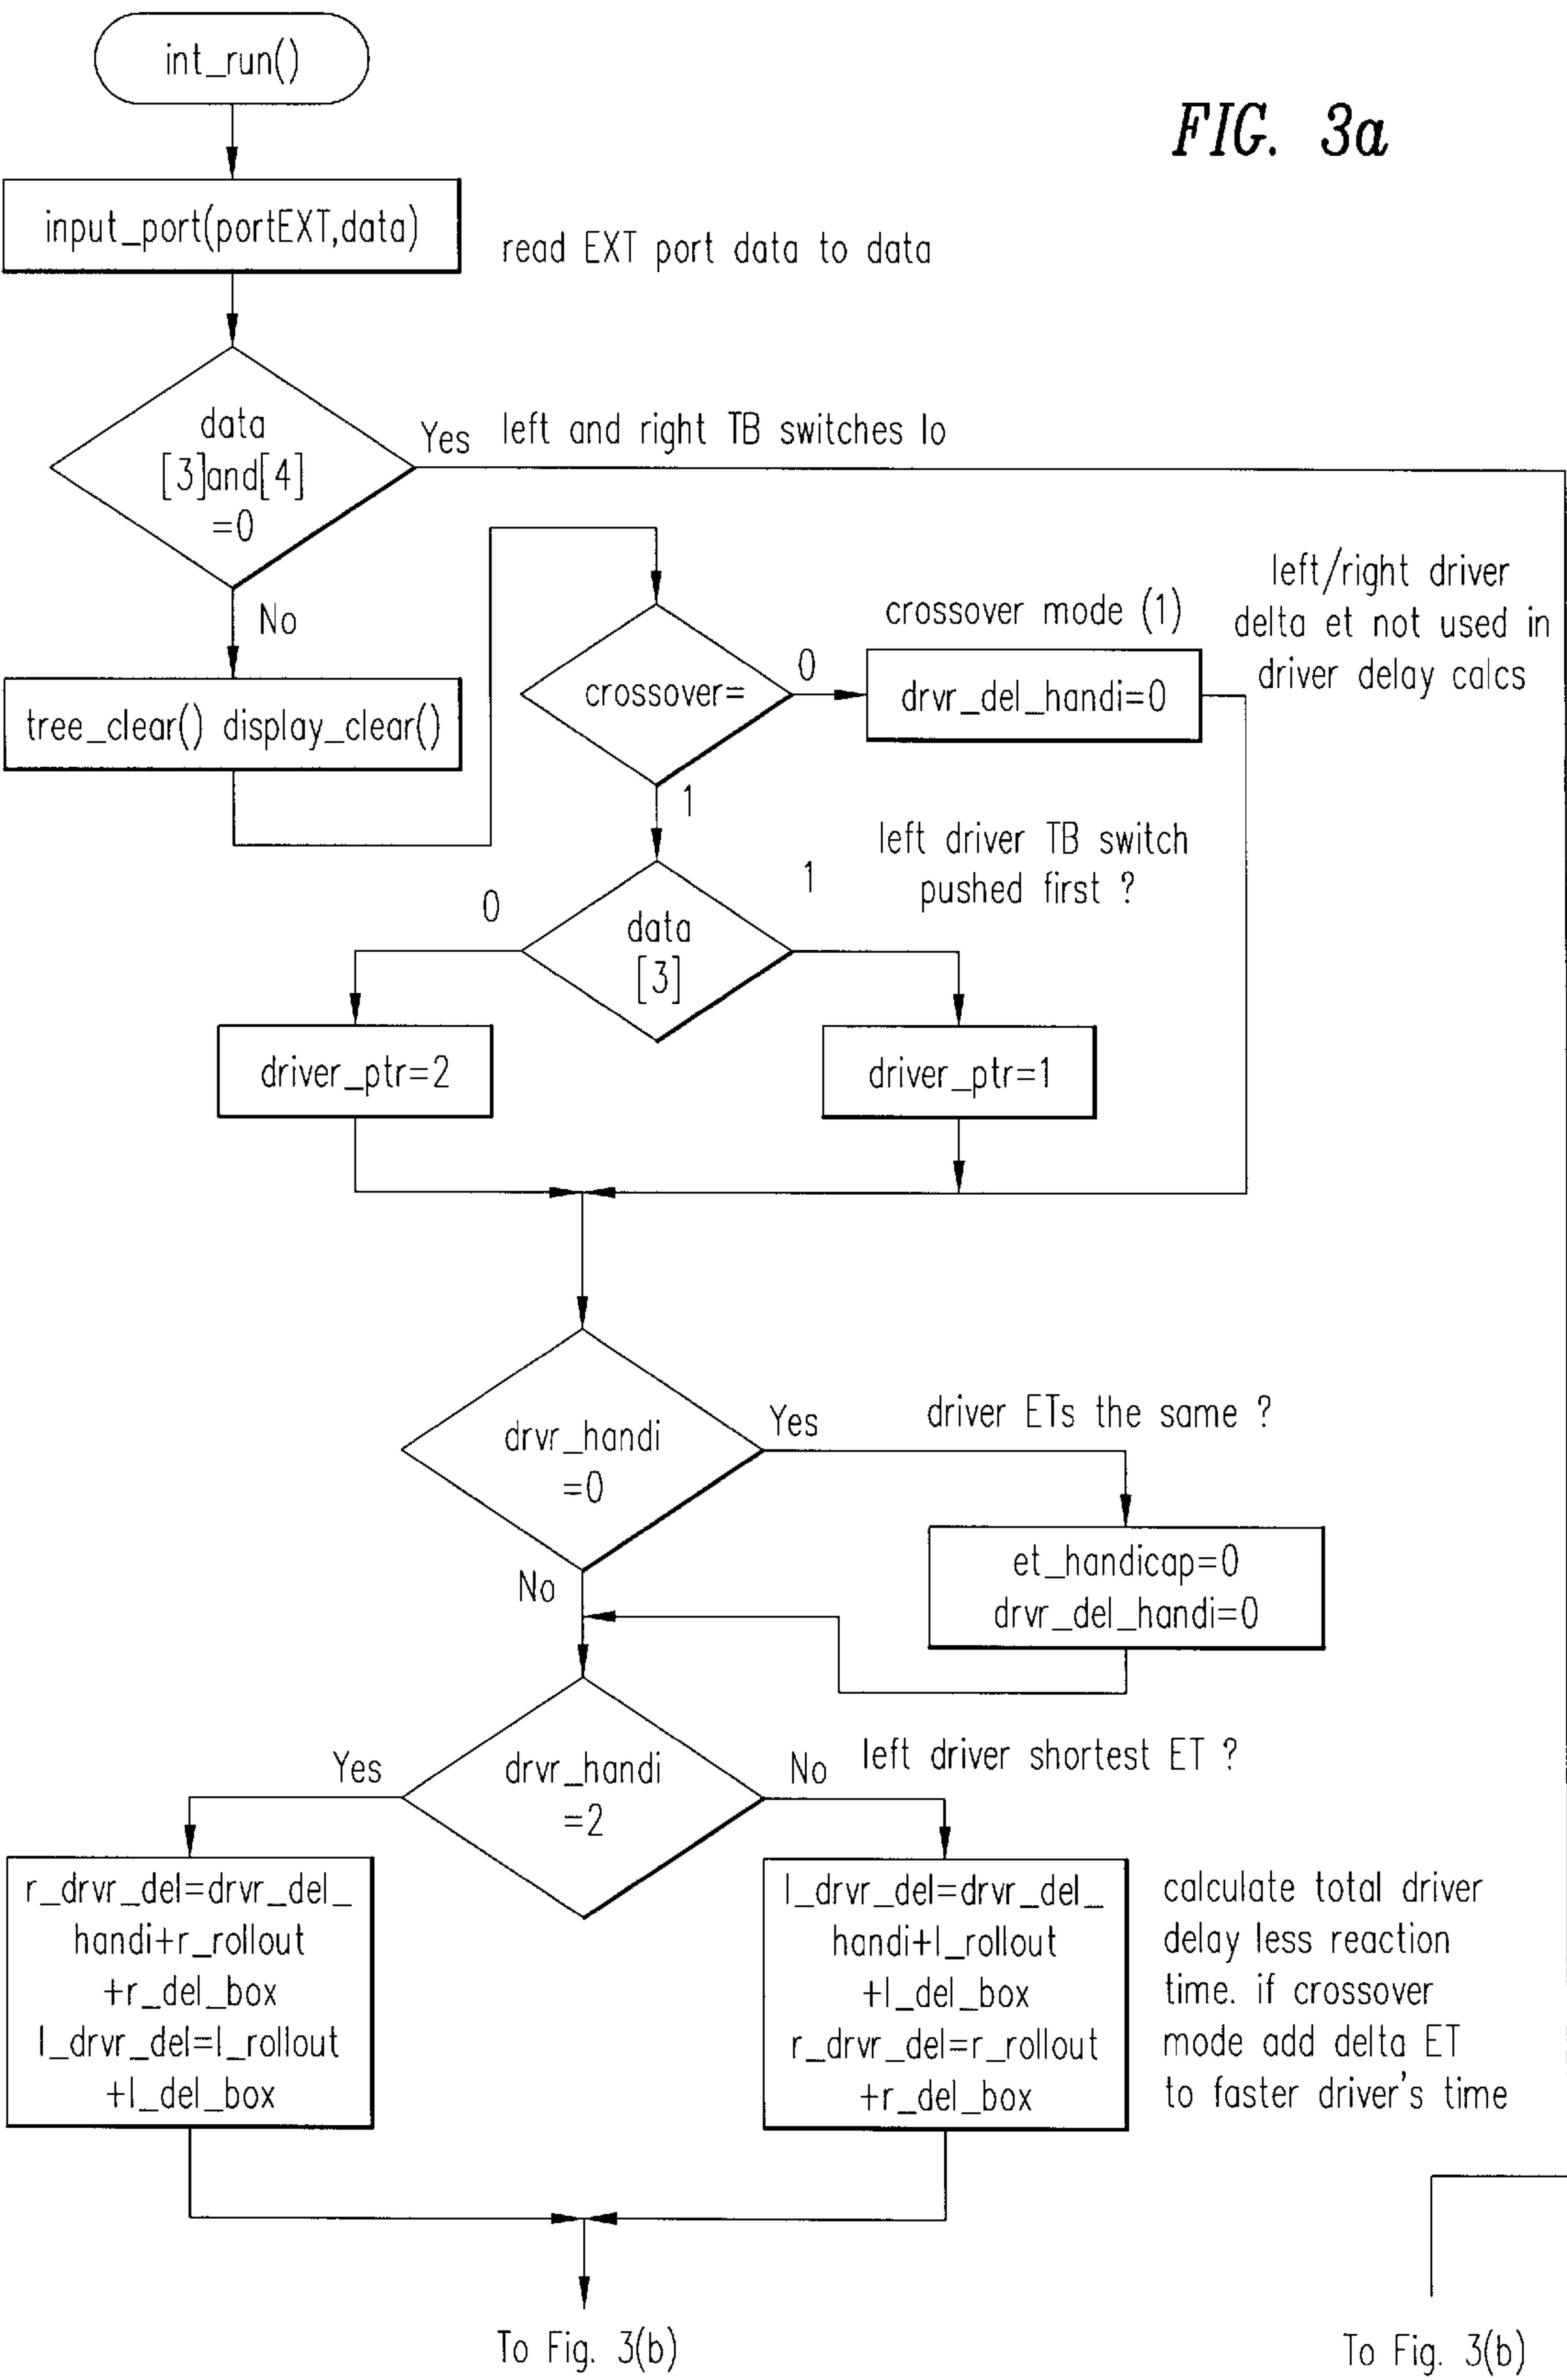 int_run()
FIG. 3a
input_port(portEXT,data)
read EXT port data to data
data
[3]and[4]
=0
Yes
left and right TB switches lo
No
tree_clear() display_clear()
crossover=
0
crossover mode (1)
drvr_del_handi=0
left/right driver
delta et not used in
driver delay calcs
1
left driver TB switch
pushed first ?
0
data
[3]
1
driver_ptr=2
driver_ptr=1
drvr_handi
=0
Yes
driver ETs the same ?
No
et_handicap=0
drvr_del_handi=0
Yes
drvr_handi
=2
No
left driver shortest ET ?
r_drvr_del=drvr_del_
handi+r_rollout
+r_del_box
l_drvr_del=l_rollout
+l_del_box
l_drvr_del=drvr_del_
handi+l_rollout
+l_del_box
r_drvr_del=r_rollout
+r_del_box
calculate total driver
delay less reaction
time. if crossover
mode add delta ET
to faster driver's time
To Fig. 3(b)
To Fig. 3(b)